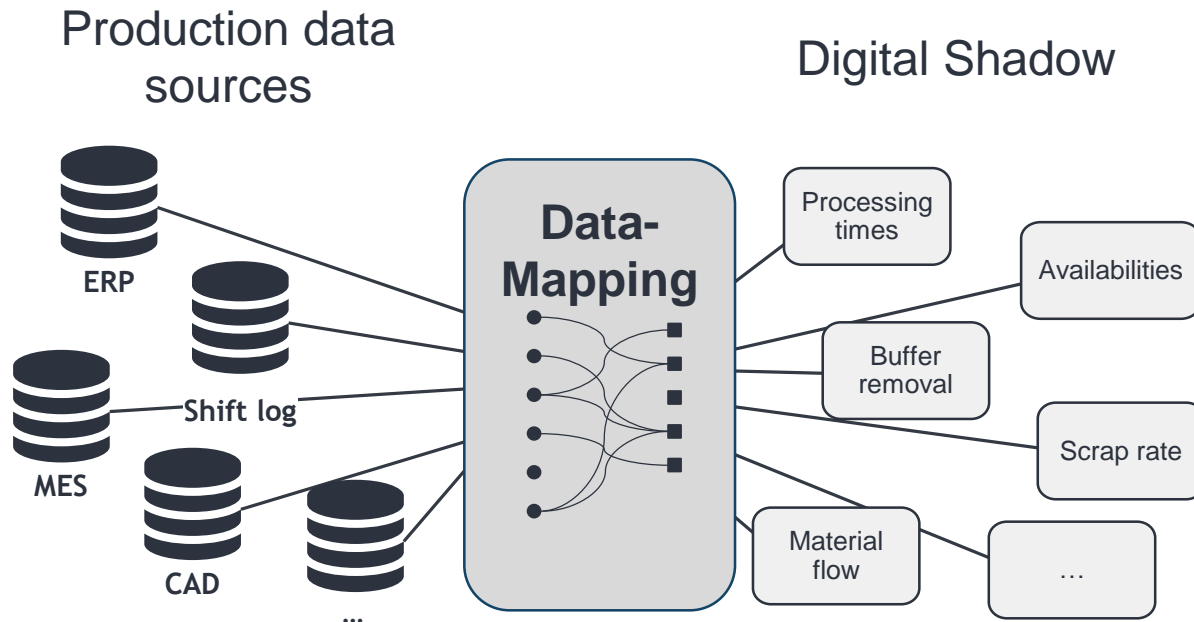 Production data
sources
Digital Shadow
ERP
Shift log
MES
CAD
...
Data-
Mapping
Processing
times
Availabilities
Buffer
removal
Scrap rate
Material
flow
...